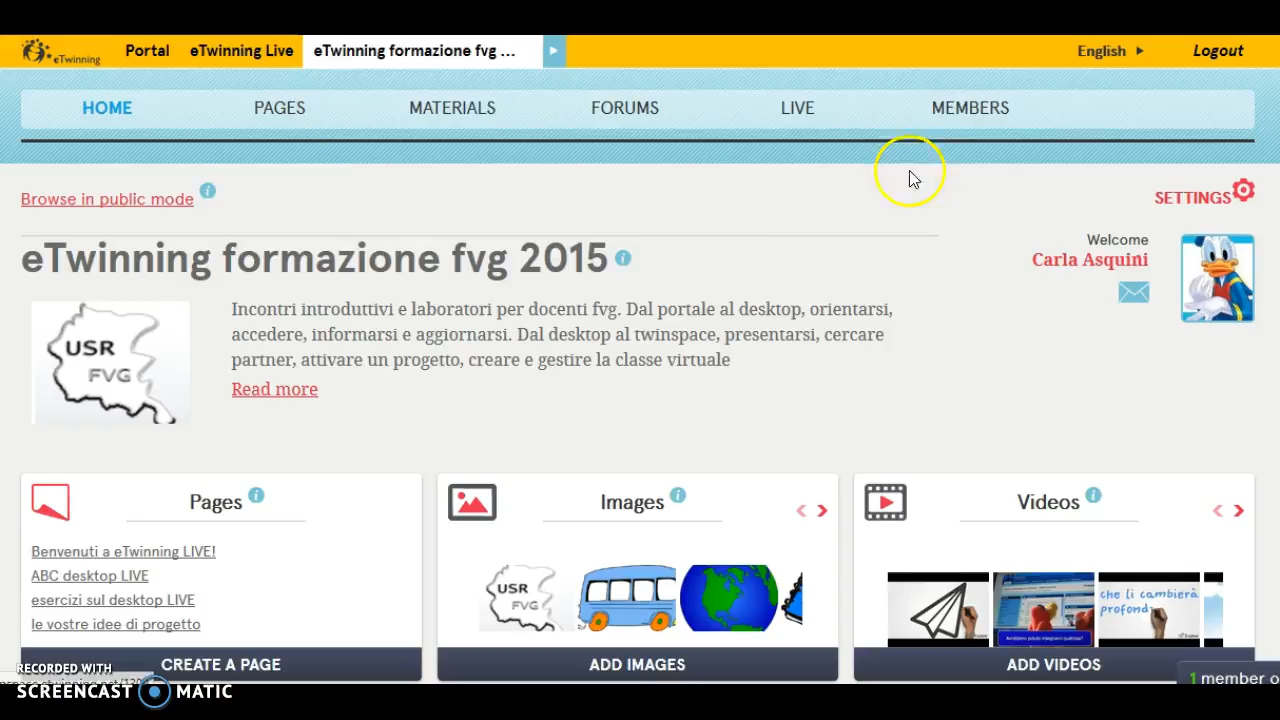 eTwinning Portal eTwinning Live eTwinning formazione fvg ... English Logout
HOME PAGES MATERIALS FORUMS LIVE MEMBERS
Browse in public mode
SETTINGS
Welcome
Carla Asquini
eTwinning formazione fvg 2015
Incontri introduttivi e laboratori per docenti fvg. Dal portale al desktop, orientarsi,
accedere, informarsi e aggiornarsi. Dal desktop al twinspace, presentarsi, cercare
partner, attivare un progetto, creare e gestire la classe virtuale
Read more
USR
FVG
Pages
Benvenuti a eTwinning LIVE!
ABC desktop LIVE
esercizi sul desktop LIVE
le vostre idee di progetto
CREATE A PAGE
Images
USR
FVG
ADD IMAGES
Videos
che li cambierà
ADD VIDEOS
1 member o
RECORDED WITH
SCREENCAST MATIC